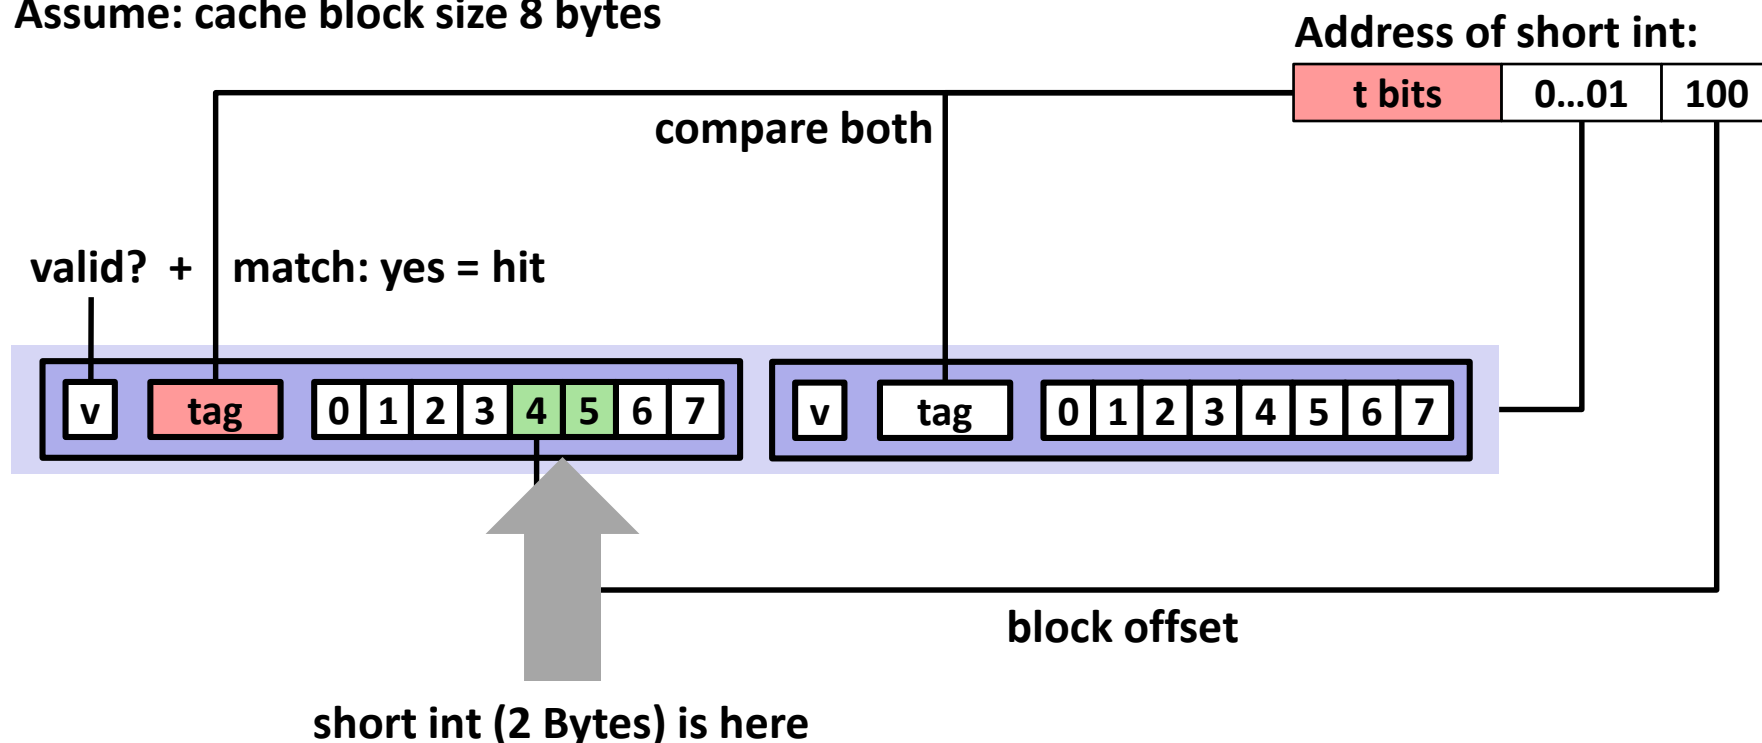 Assume: cache block size 8 bytes
Address of short int:
t bits 0...01 100
compare both
valid? + match: yes = hit
v tag 0 1 2 3 4 5 6 7 v tag 0 1 2 3 4 5 6 7
block offset
short int (2 Bytes) is here